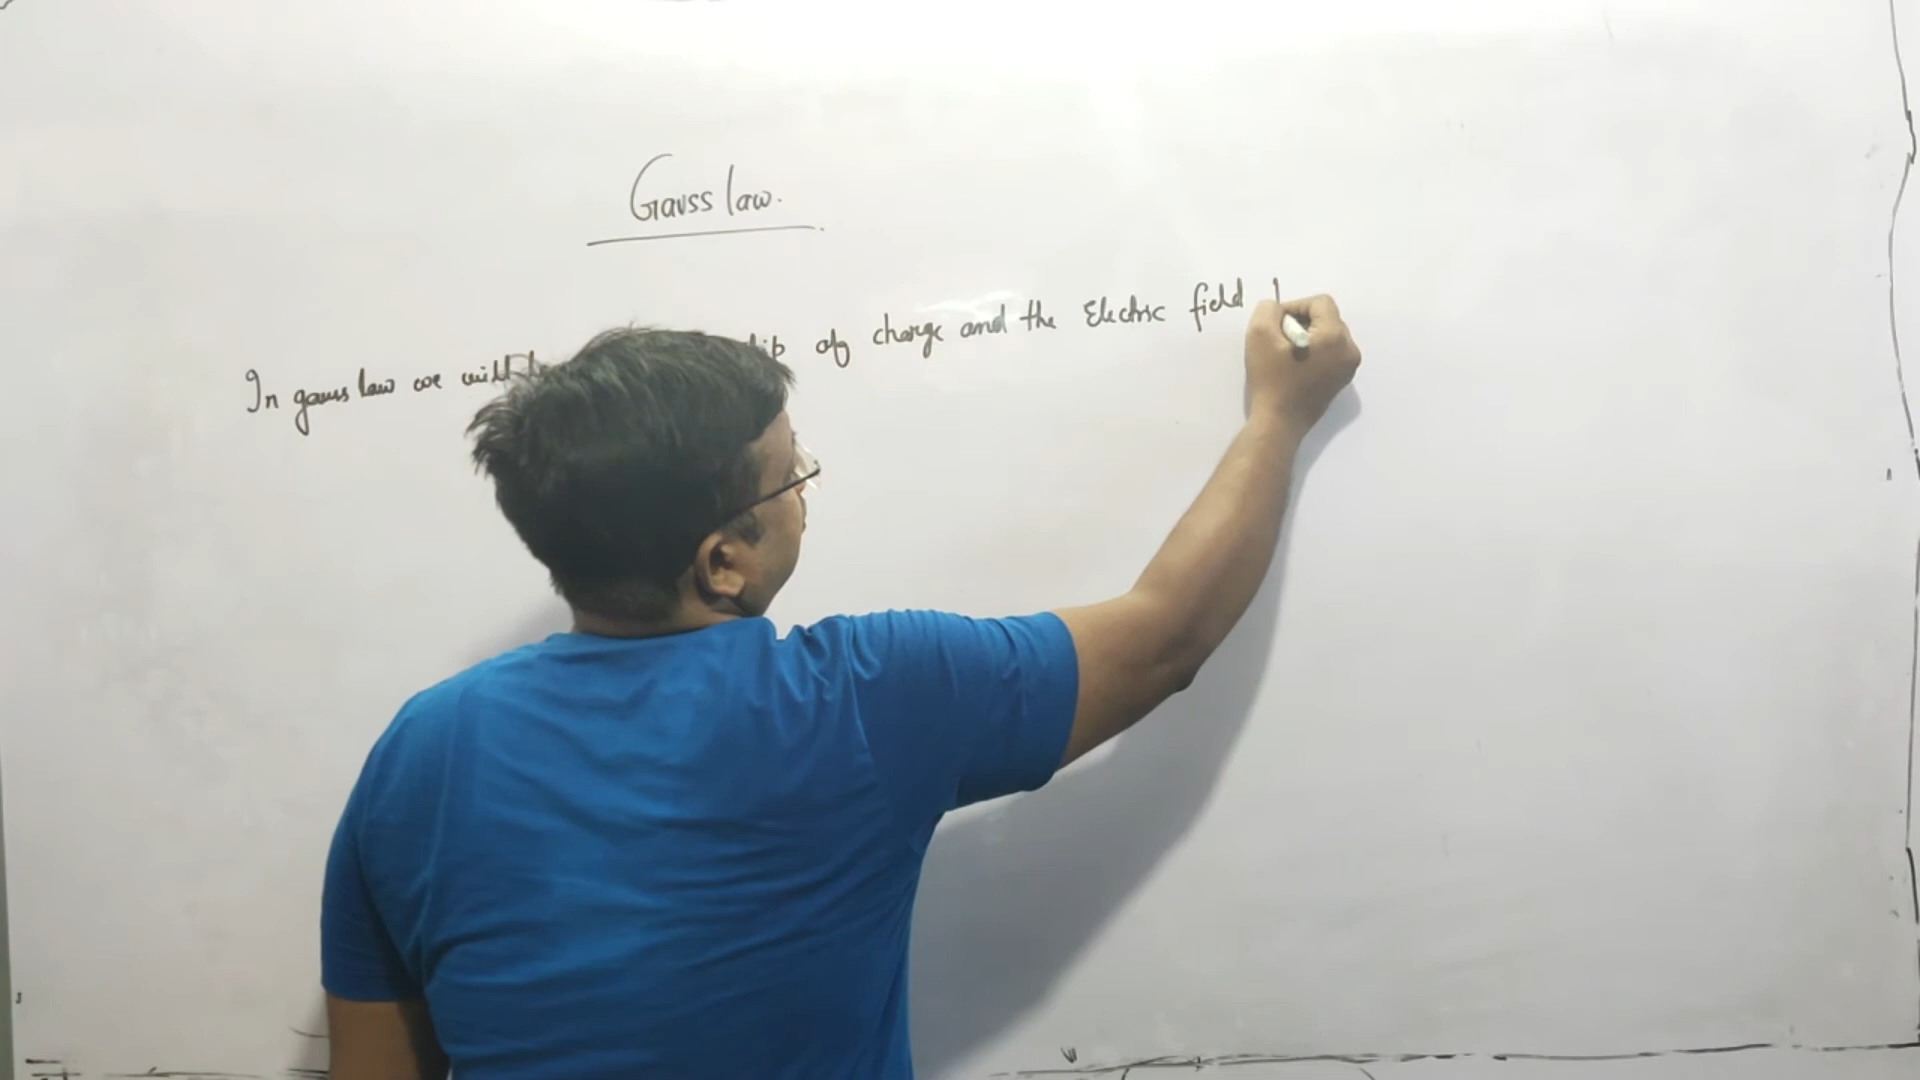 Gauss law.
In gauss law we will of charge and the Electric field